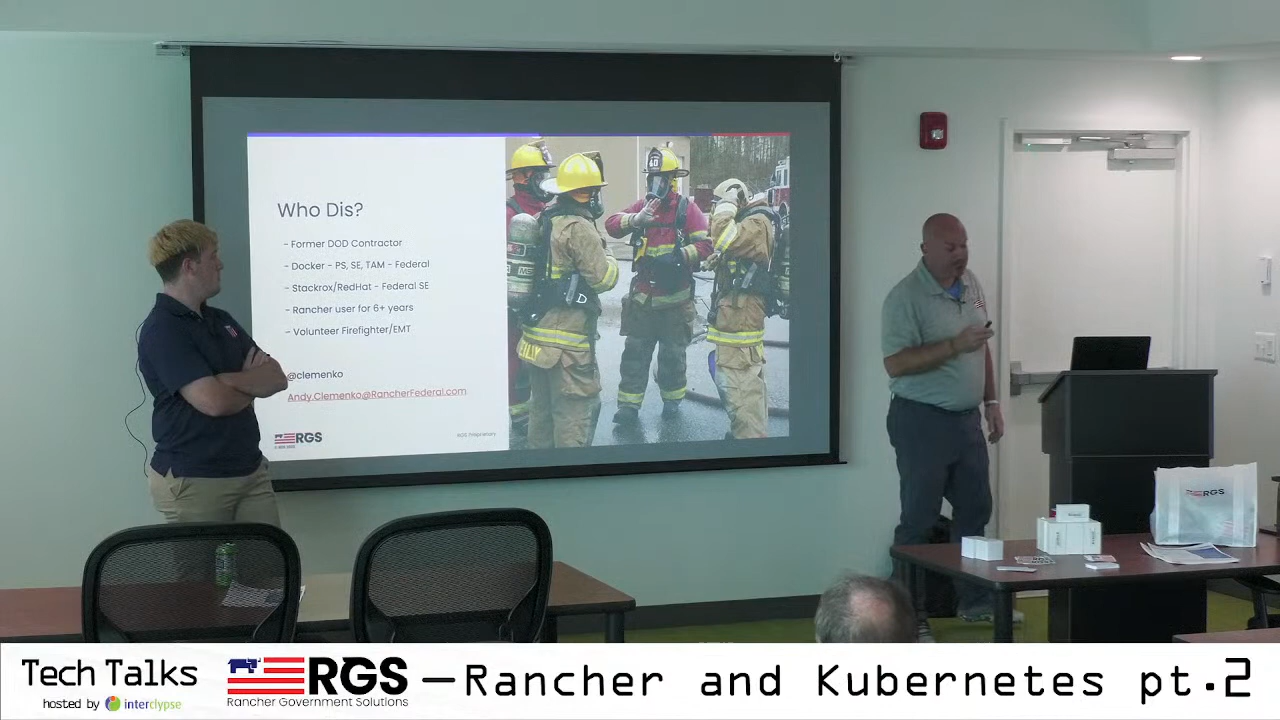 Who Dis?
- Former DOD Contractor
- Docker - PS, SE, TAM - Federal
- Stackrox/RedHat - Federal SE
- Rancher user for 6+ years
- Volunteer Firefighter/EMT
@clemenko
Andy.Clemenko@RancherFederal.com
RGS
RGS Proprietary
RGS
Tech Talks
hosted by interclypse
RGS
Rancher Government Solutions
—Rancher and Kubernetes pt.2